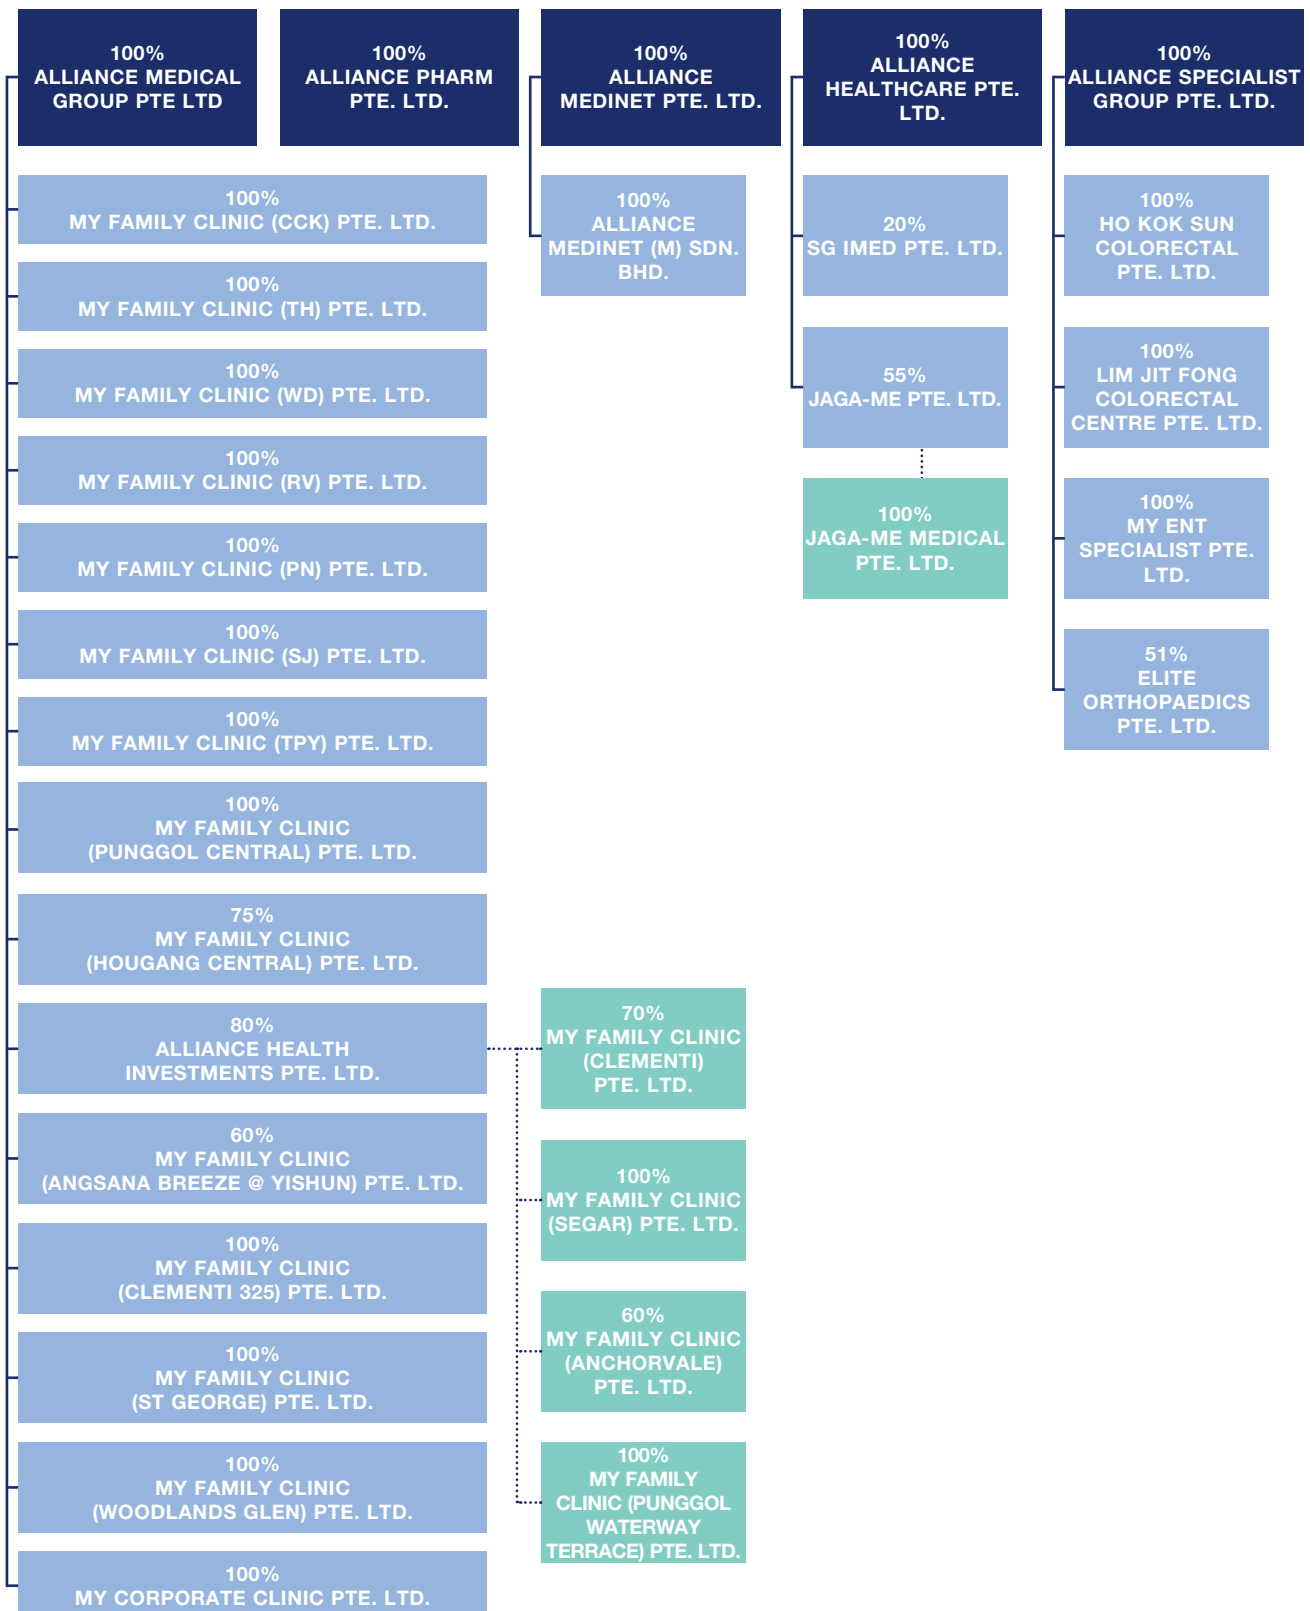 100%
ALLIANCE MEDICAL
GROUP PTE LTD
100%
ALLIANCE PHARM
PTE. LTD.
100%
ALLIANCE
MEDINET PTE. LTD.
100%
ALLIANCE
HEALTHCARE PTE.
LTD.
100%
ALLIANCE SPECIALIST
GROUP PTE. LTD.
100%
MY FAMILY CLINIC (CCK) PTE. LTD.
100%
MY FAMILY CLINIC (TH) PTE. LTD.
100%
MY FAMILY CLINIC (WD) PTE. LTD.
100%
MY FAMILY CLINIC (RV) PTE. LTD.
100%
MY FAMILY CLINIC (PN) PTE. LTD.
100%
MY FAMILY CLINIC (SJ) PTE. LTD.
100%
MY FAMILY CLINIC (TPY) PTE. LTD.
100%
MY FAMILY CLINIC
(PUNGGOL CENTRAL) PTE. LTD.
75%
MY FAMILY CLINIC
(HOUGANG CENTRAL) PTE. LTD.
80%
ALLIANCE HEALTH
INVESTMENTS PTE. LTD.
60%
MY FAMILY CLINIC
(ANGSANA BREEZE @ YISHUN) PTE. LTD.
100%
MY FAMILY CLINIC
(CLEMENTI 325) PTE. LTD.
100%
MY FAMILY CLINIC
(ST GEORGE) PTE. LTD.
100%
MY FAMILY CLINIC
(WOODLANDS GLEN) PTE. LTD.
100%
MY CORPORATE CLINIC PTE. LTD.
70%
MY FAMILY CLINIC
(CLEMENTI)
PTE. LTD.
100%
MY FAMILY CLINIC
(SEGAR) PTE. LTD.
60%
MY FAMILY CLINIC
(ANCHORVALE)
PTE. LTD.
100%
MY FAMILY
CLINIC (PUNGGOL
WATERWAY
TERRACE) PTE. LTD.
100%
ALLIANCE
MEDINET (M) SDN.
BHD.
20%
SG IMED PTE. LTD.
55%
JAGA-ME PTE. LTD.
100%
JAGA-ME MEDICAL
PTE. LTD.
100%
HO KOK SUN
COLORECTAL
PTE. LTD.
100%
LIM JIT FONG
COLORECTAL
CENTRE PTE. LTD.
100%
MY ENT
SPECIALIST PTE.
LTD.
51%
ELITE
ORTHOPAEDICS
PTE. LTD.